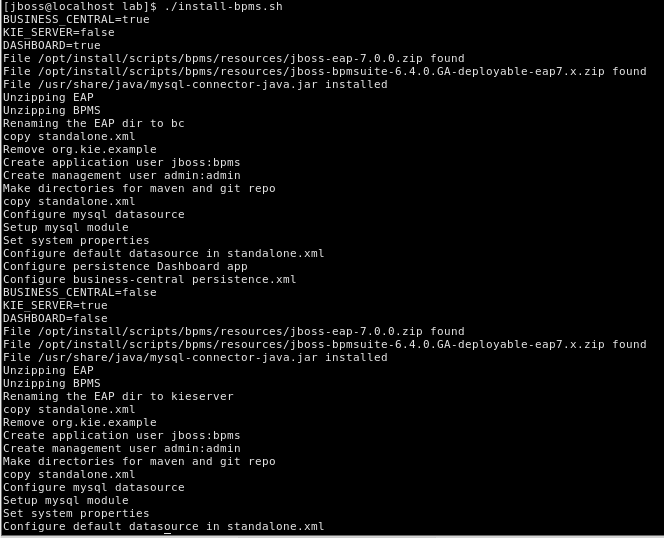 [jboss@localhost lab]$ ./install-bpms.sh
BUSINESS_CENTRAL=true
KIE_SERVER=false
DASHBOARD=true
File /opt/install/scripts/bpms/resources/jboss-eap-7.0.0.zip found
File /opt/install/scripts/bpms/resources/jboss-bpmsuite-6.4.0.GA-deployable-eap7.x.zip found
File /usr/share/java/mysql-connector-java.jar installed
Unzipping EAP
Unzipping BPMS
Renaming the EAP dir to bc
copy standalone.xml
Remove org.kie.example
Create application user jboss:bpms
Create management user admin:admin
Make directories for maven and git repo
copy standalone.xml
Configure mysql datasource
Setup mysql module
Set system properties
Configure default datasource in standalone.xml
Configure persistence Dashboard app
Configure business-central persistence.xml
BUSINESS_CENTRAL=false
KIE_SERVER=true
DASHBOARD=false
File /opt/install/scripts/bpms/resources/jboss-eap-7.0.0.zip found
File /opt/install/scripts/bpms/resources/jboss-bpmsuite-6.4.0.GA-deployable-eap7.x.zip found
File /usr/share/java/mysql-connector-java.jar installed
Unzipping EAP
Unzipping BPMS
Renaming the EAP dir to kieserver
copy standalone.xml
Remove org.kie.example
Create application user jboss:bpms
Create management user admin:admin
Make directories for maven and git repo
copy standalone.xml
Configure mysql datasource
Setup mysql module
Set system properties
Configure default datasource in standalone.xml